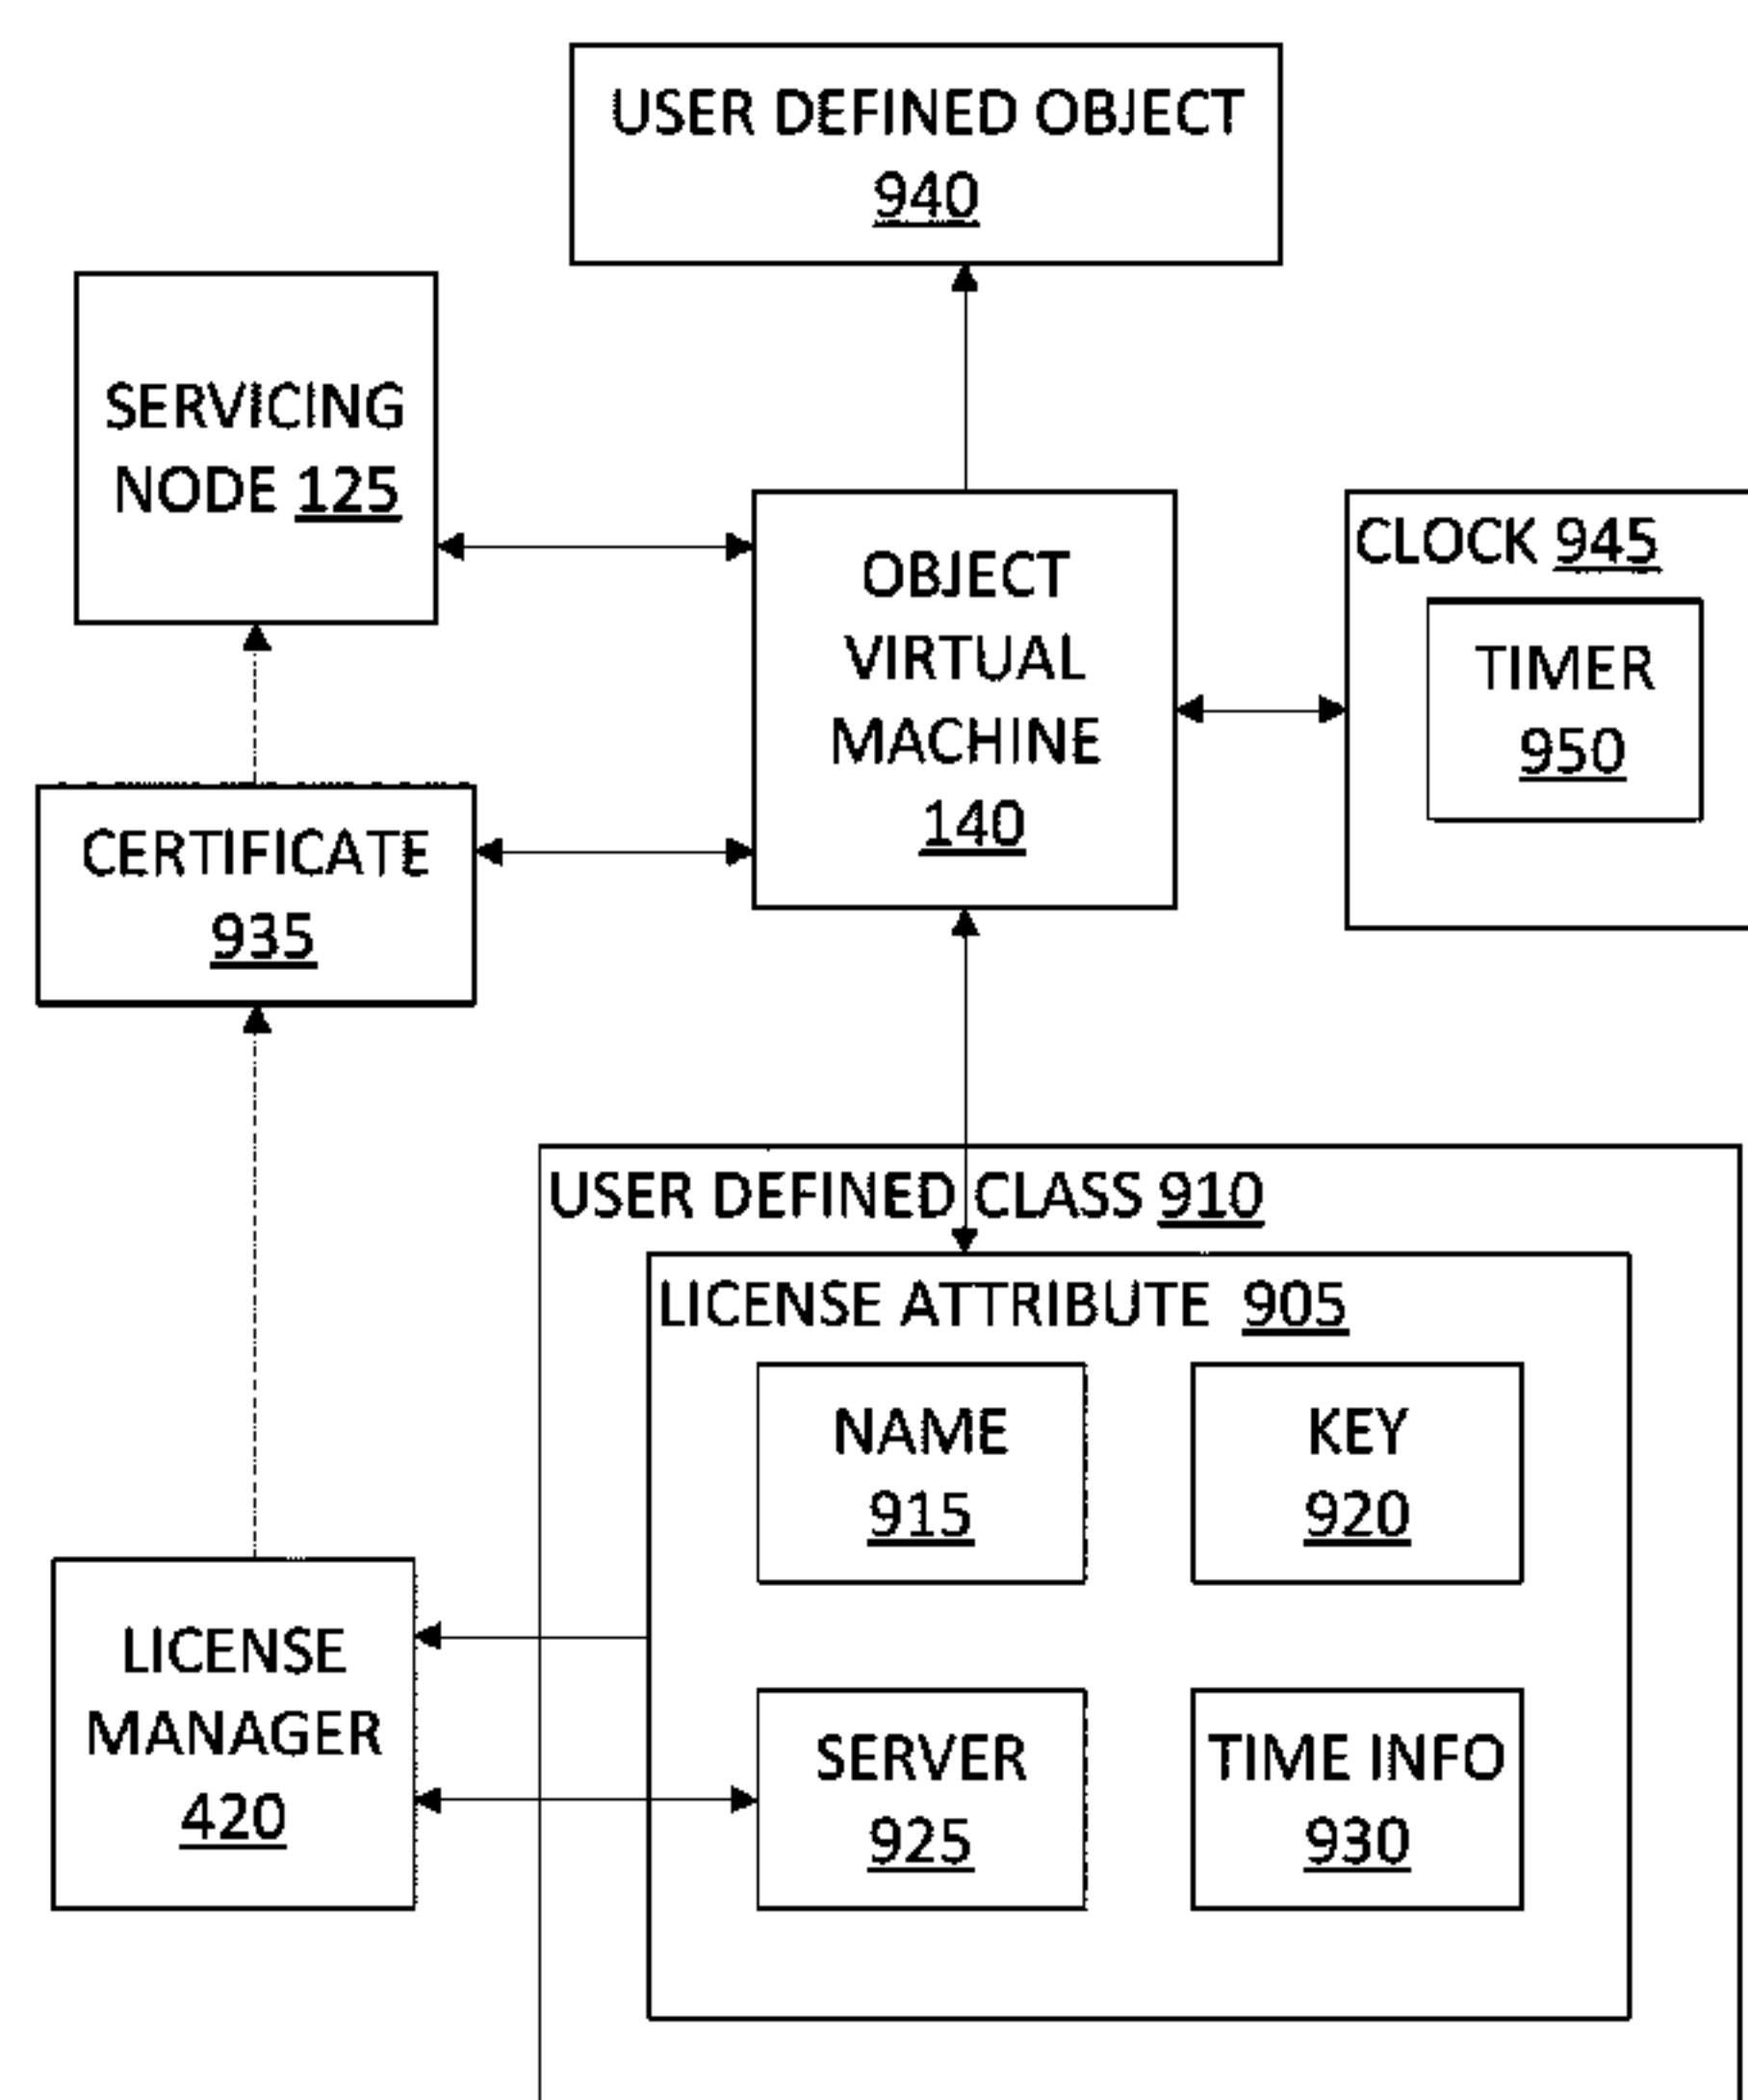 USER DEFINED OBJECT
940
SERVICING
NODE 125
OBJECT
VIRTUAL
MACHINE
140
CLOCK 945
TIMER
950
CERTIFICATE
935
USER DEFINED CLASS 910
LICENSE ATTRIBUTE 905
NAME
915
KEY
920
LICENSE
MANAGER
420
SERVER
925
TIME INFO
930